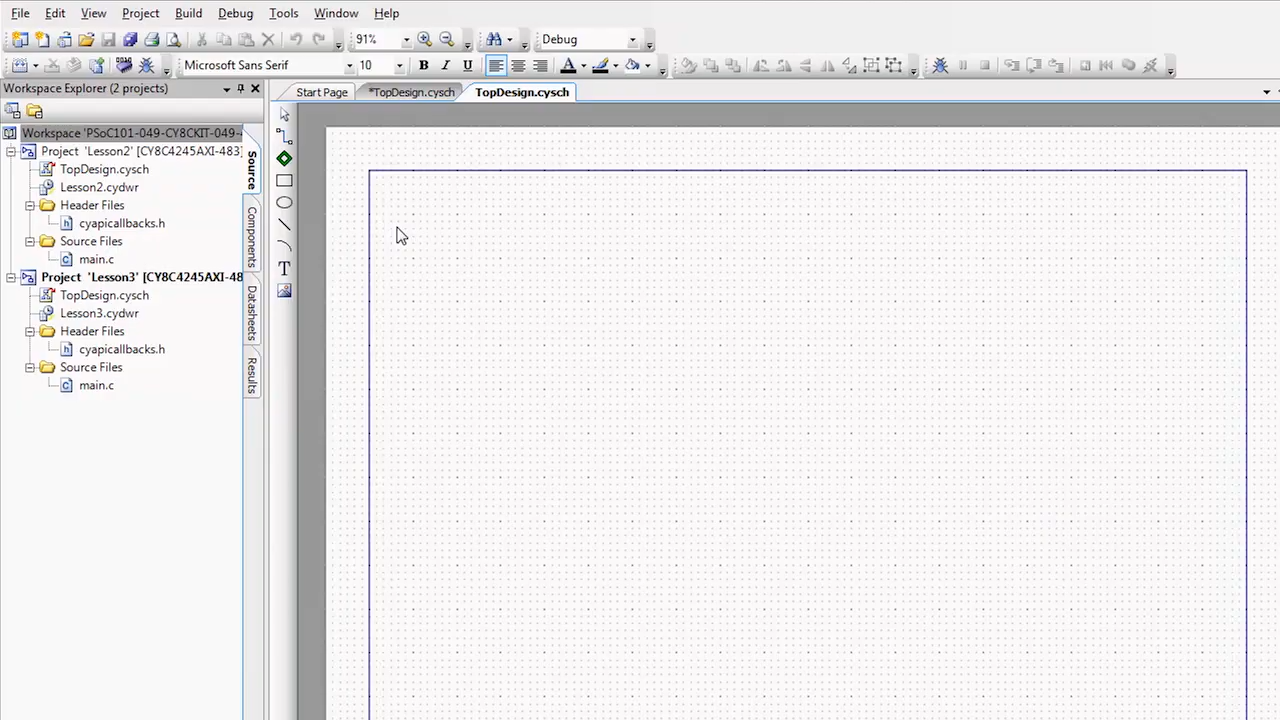 File Edit View Project Build Debug Tools Window Help
91% Debug
Microsoft Sans Serif 10 B I U A
Workspace Explorer (2 projects)
Start Page *TopDesign.cysch TopDesign.cysch
Workspace 'PSoC101-049-CY8CKIT-049-4
Project 'Lesson2' [CY8C4245AXI-483]
TopDesign.cysch
Lesson2.cydwr
Header Files
cyapicallbacks.h
Source Files
main.c
Project 'Lesson3' [CY8C4245AXI-48
TopDesign.cysch
Lesson3.cydwr
Header Files
cyapicallbacks.h
Source Files
main.c
Source
Components
Datasheets
Results
T